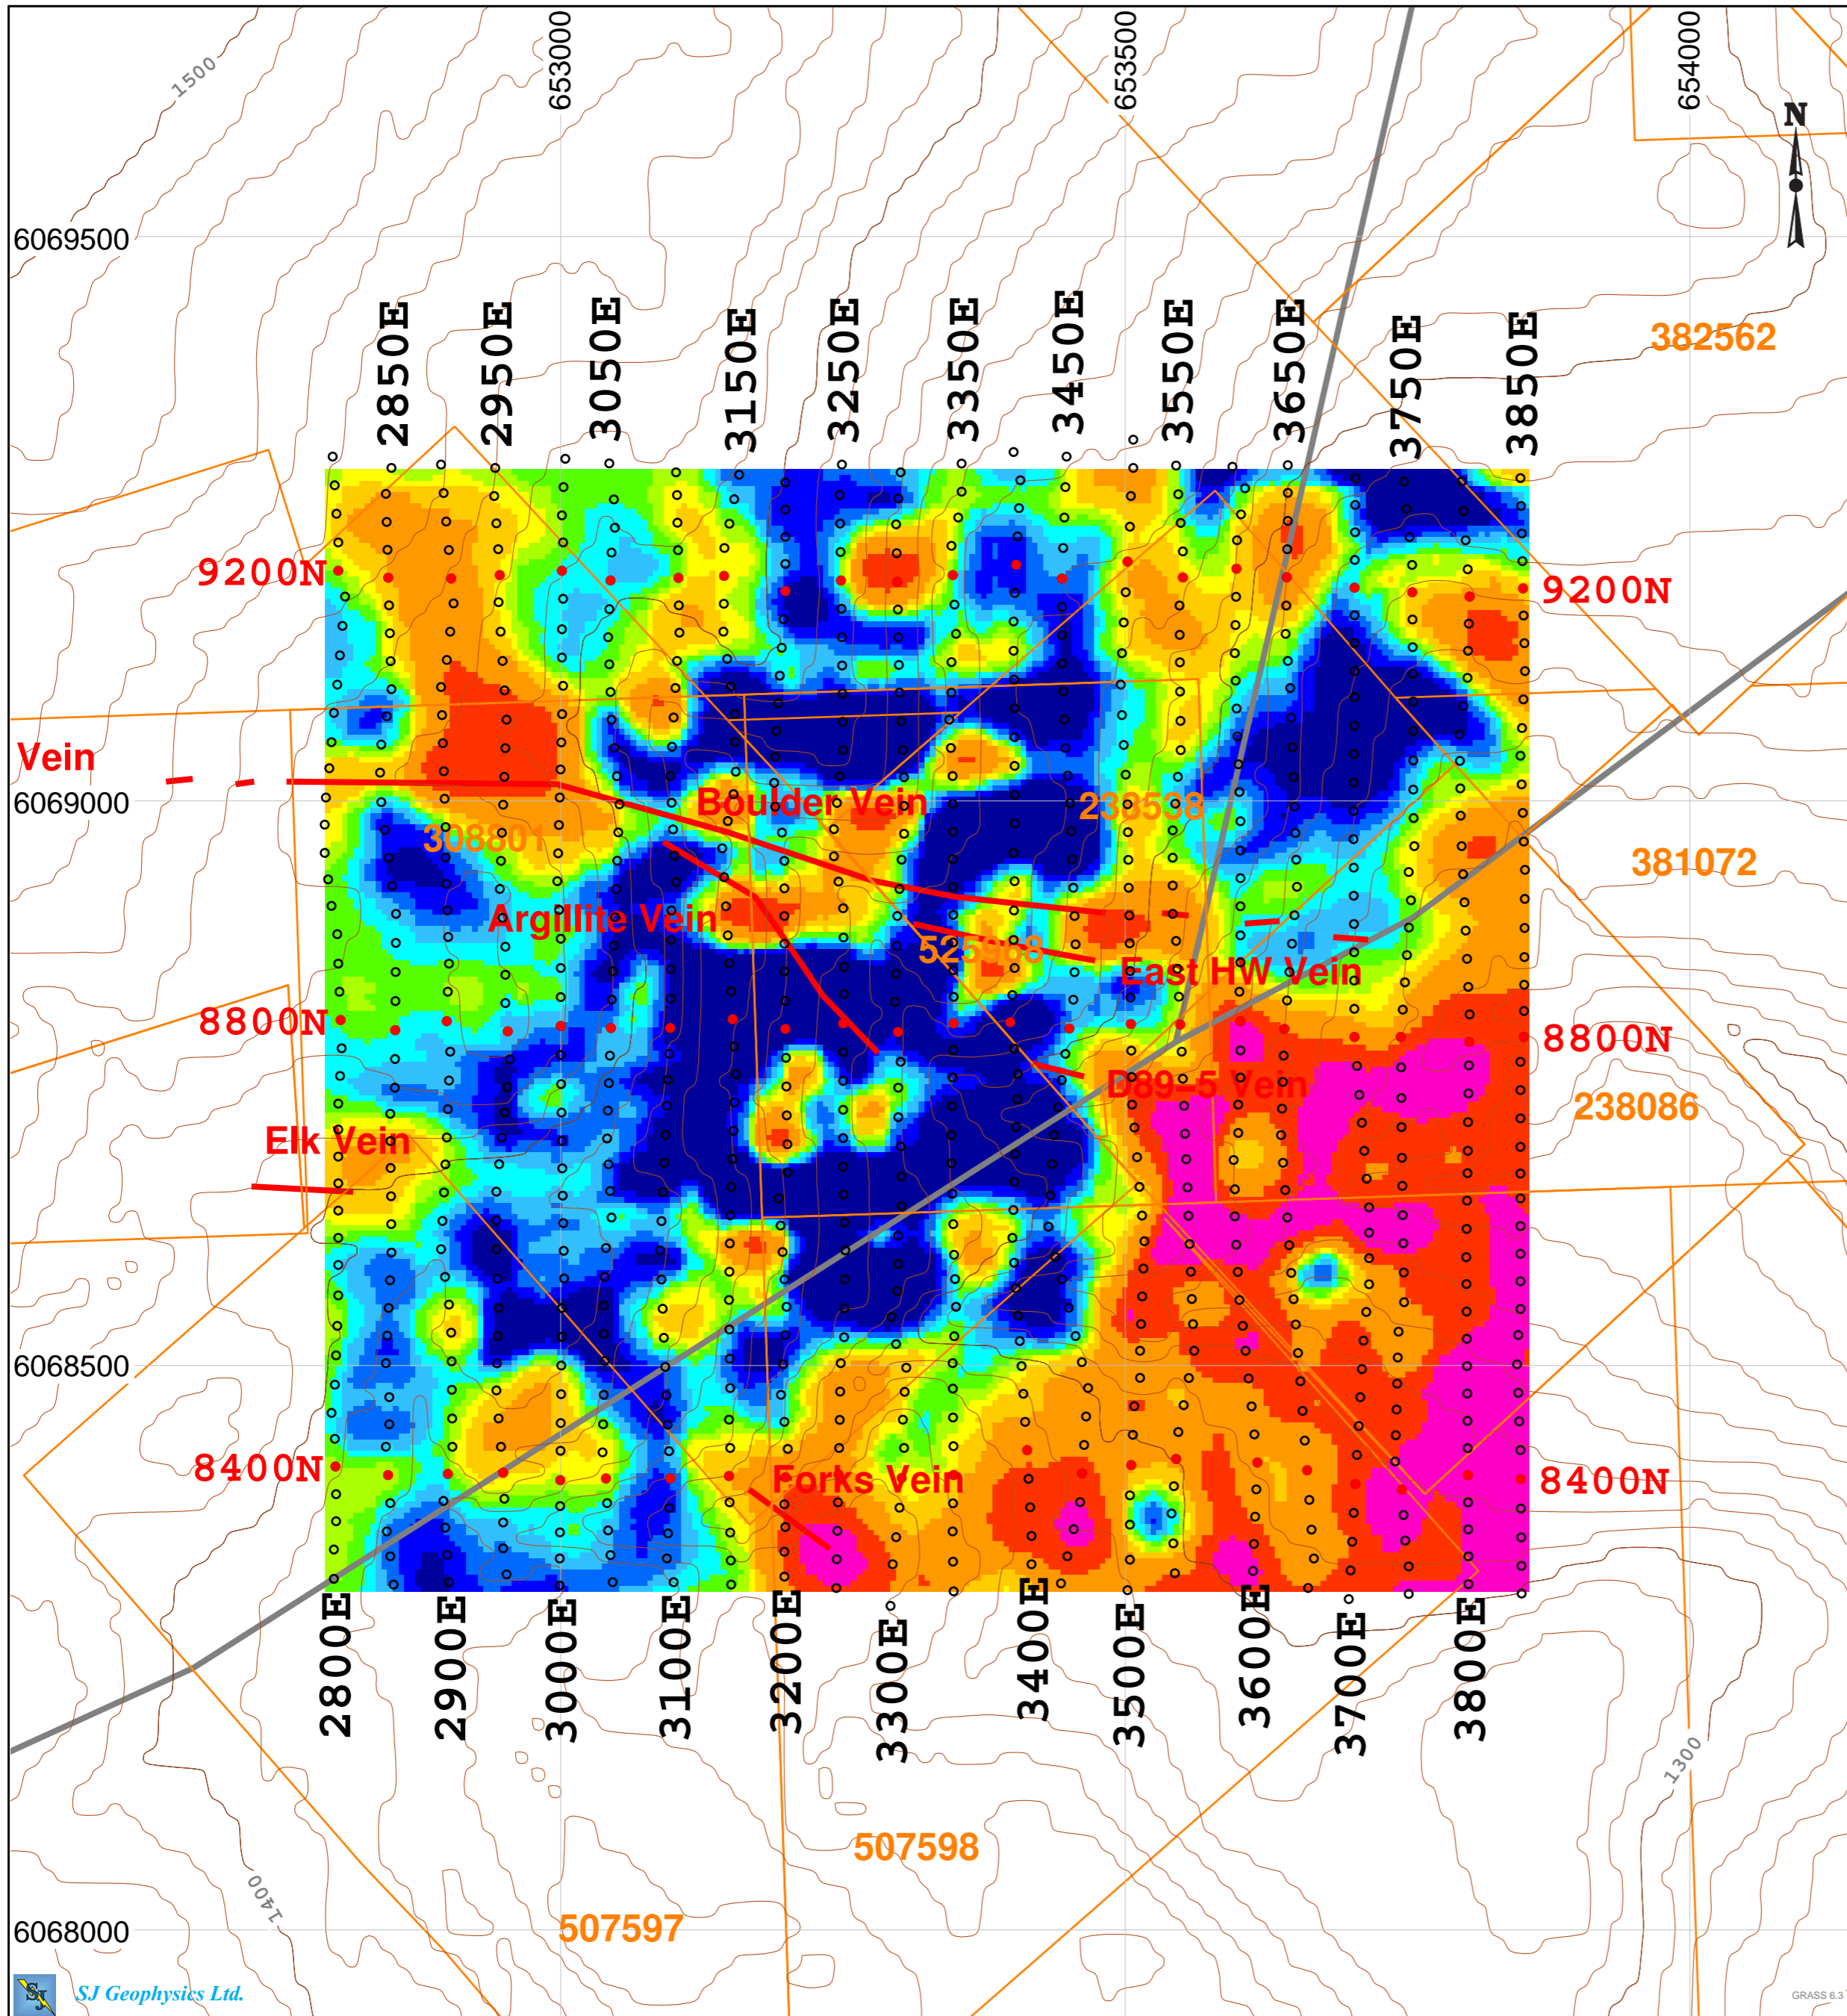 1500
653000
653500
654000
N
6069500
382562
2850E
2950E
3050E
3150E
3250E
3350E
3450E
3550E
3650E
3750E
3850E
9200N
9200N
Vein
6069000
Boulder Vein
238538
308801
381072
Argillite Vein
525988
East HW Vein
8800N
8800N
D89-5 Vein
238086
Elk Vein
6068500
8400N
Forks Vein
8400N
2800E
2900E
3000E
3100E
3200E
3300E
3400E
3500E
3600E
3700E
3800E
1300
507598
1400
507597
6068000
SJ
SJ Geophysics Ltd.
GRASS 6.3